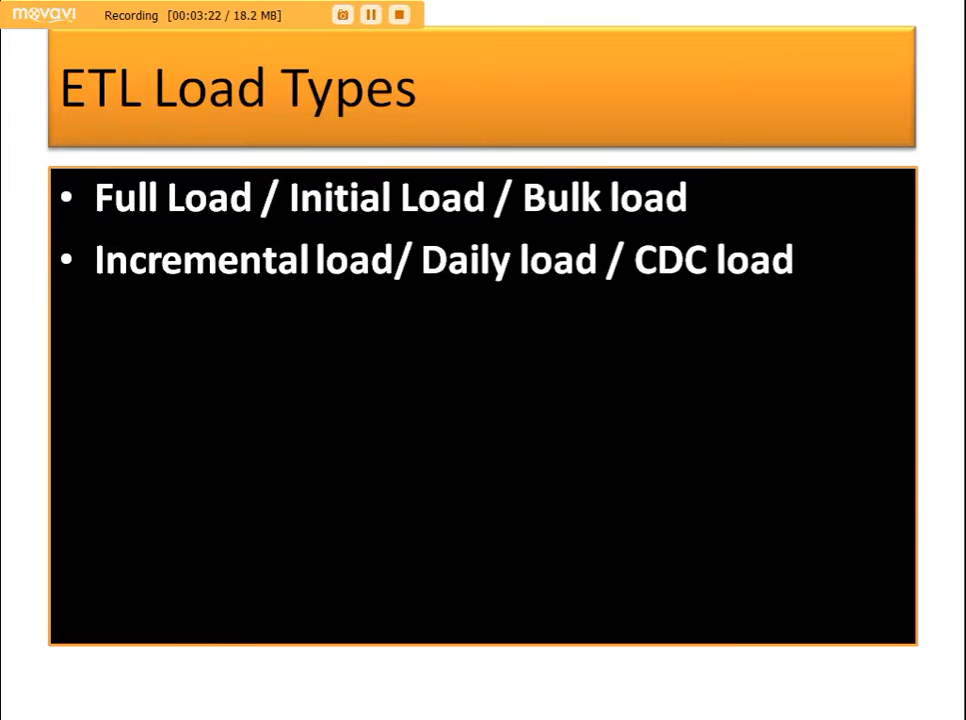 movavi Recording [00:03:22 / 18.2 MB]
ETL Load Types
• Full Load / Initial Load / Bulk load
• Incremental load/ Daily load / CDC load